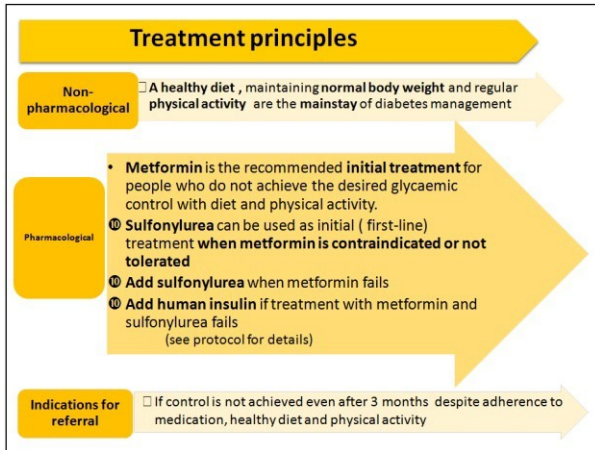 Treatment principles
Non-
pharmacological
□ A healthy diet , maintaining normal body weight and regular
physical activity are the mainstay of diabetes management
Pharmacological
• Metformin is the recommended initial treatment for
people who do not achieve the desired glycaemic
control with diet and physical activity.
❿ Sulfonylurea can be used as initial ( first-line)
treatment when metformin is contraindicated or not
tolerated
❿ Add sulfonylurea when metformin fails
❿ Add human insulin if treatment with metformin and
sulfonylurea fails
(see protocol for details)
Indications for
referral
□ If control is not achieved even after 3 months despite adherence to
medication, healthy diet and physical activity